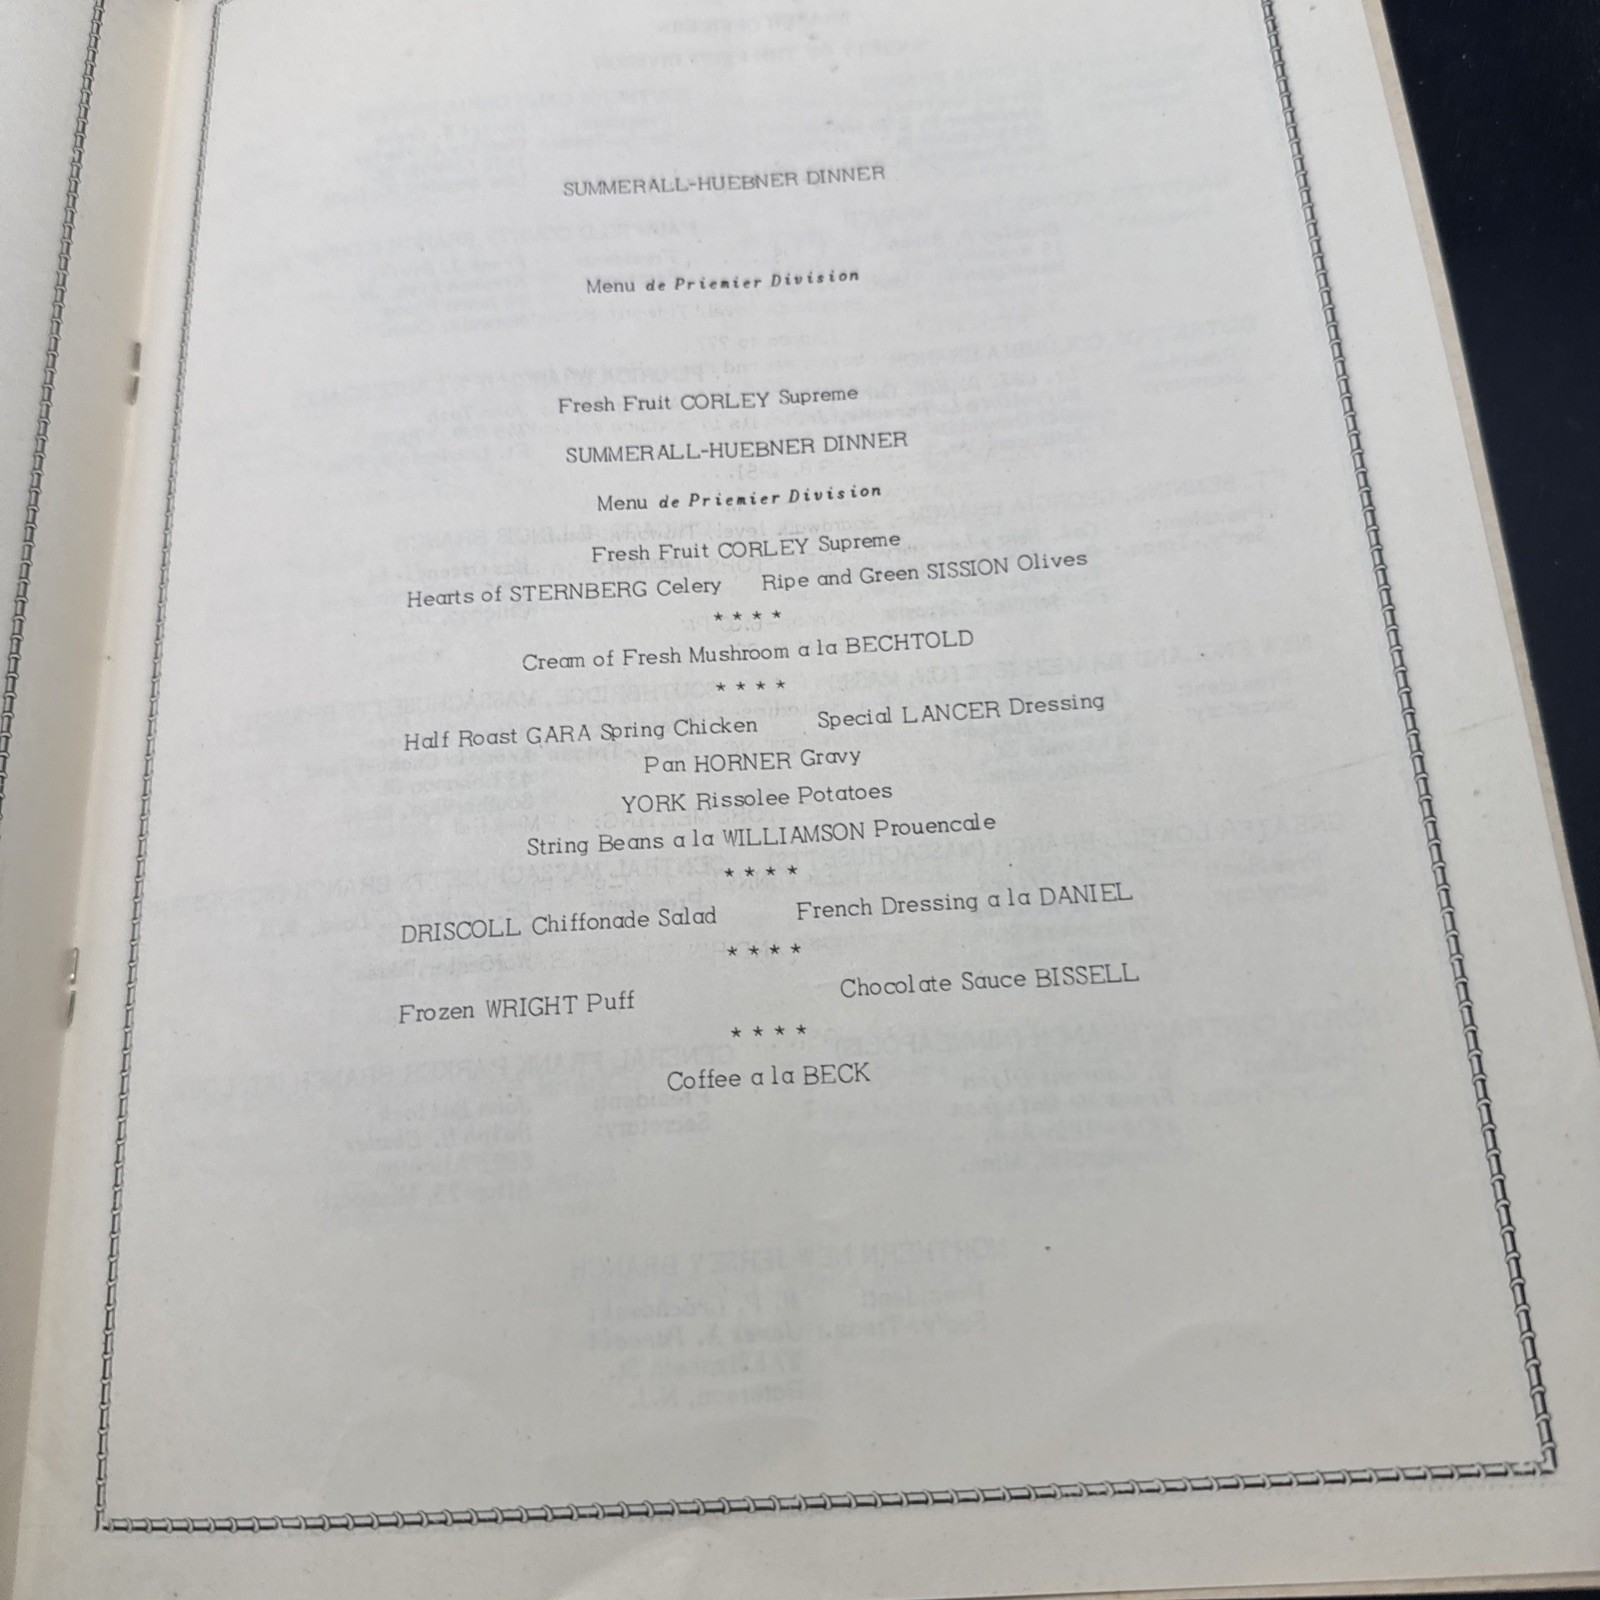 SUMMERALL-HUEBNER DINNER
Menu de Priemier Division
Fresh Fruit CORLEY Supreme
SUMMERALL-HUEBNER DINNER
Menu de Priemier Division
Fresh Fruit CORLEY Supreme
Hearts of STERNBERG Celery Ripe and Green SISSION Olives
* * * *
Cream of Fresh Mushroom a la BECHTOLD
* * * *
Half Roast GARA Spring Chicken Special LANCER Dressing
Pan HORNER Gravy
YORK Rissolee Potatoes
String Beans a la WILLIAMSON Prouencale
* * * *
DRISCOLL Chiffonade Salad French Dressing a la DANIEL
* * * *
Frozen WRIGHT Puff Chocolate Sauce BISSELL
* * * *
Coffee a la BECK